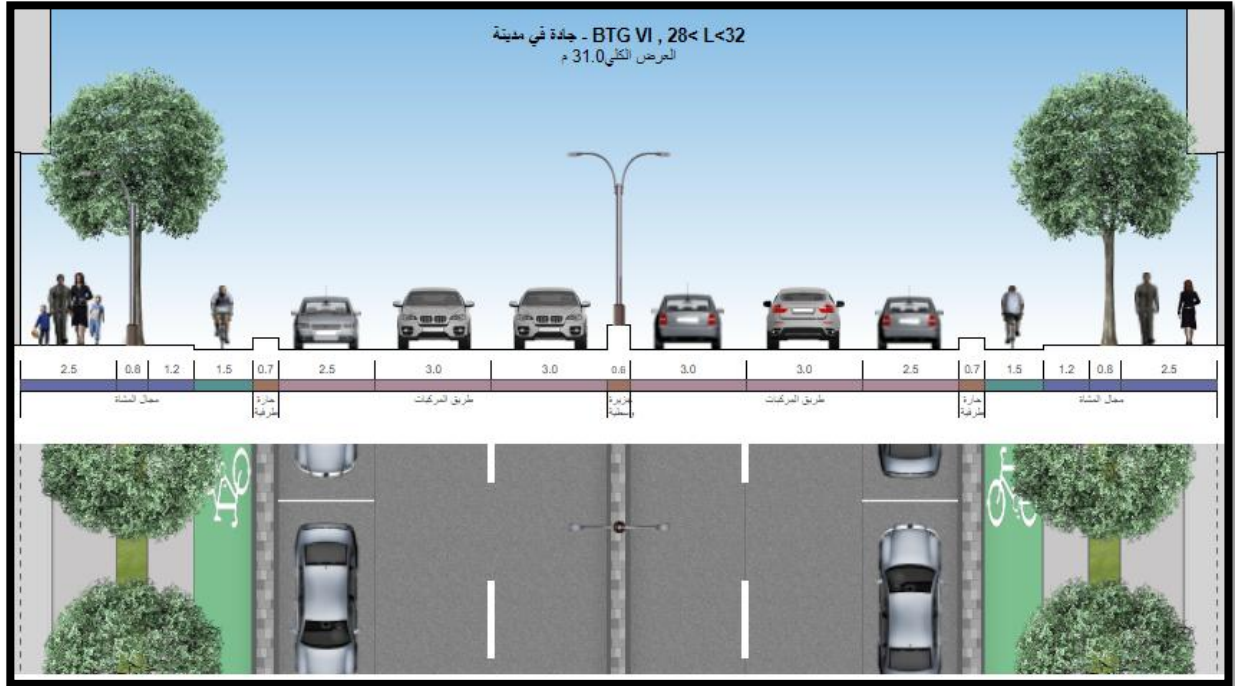 BTG VI , 28< L<32 - جادة في مدينة
العرض الكلي31.0 م
2.5 0.8 1.2 1.5 0.7 2.5 3.0 3.0 0.6 3.0 3.0 2.5 0.7 1.5 1.2 0.8 2.5
مجال المشاة حارة طرفية طريق المركبات جزيرة وسطية طريق المركبات حارة طرفية مجال المشاة